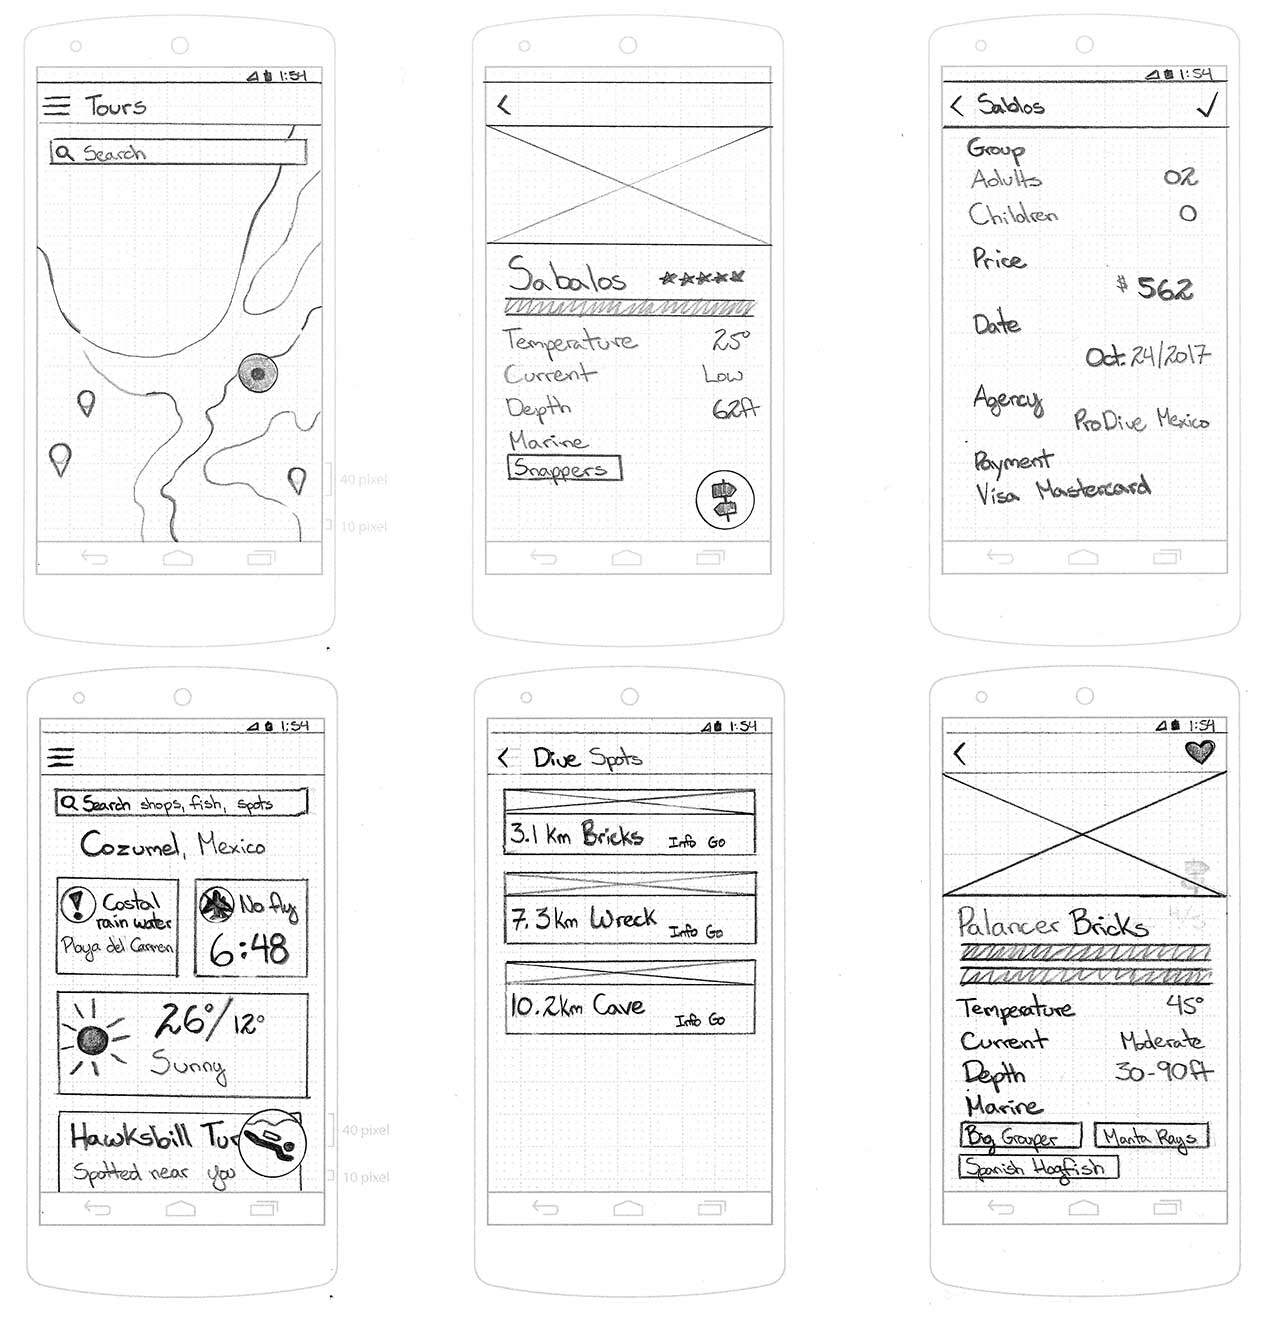 1:54
Tours
Search
40 pixel
10 pixel
Sabalos
Temperature 25°
Current Low
Depth 62ft
Marine
Snappers
1:54
Sablos
Group
Adults 02
Children 0
Price
$ 562
Date
Oct. 24/2017
Agency
ProDive Mexico
Payment
Visa Mastercard
1:54
Search shops, fish, spots
Cozumel, Mexico
Costal
rain water
Playa del Carmen
No fly
6:48
26°/12°
Sunny
Hawksbill Tur
Spotted near you
40 pixel
10 pixel
1:54
Dive Spots
3.1 km Bricks Info Go
7.3 km Wreck Info Go
10.2 km Cave Info Go
1:54
Palancer Bricks
Temperature 45°
Current Moderate
Depth 30-90ft
Marine
Big Grouper Manta Rays
Spanish Hogfish